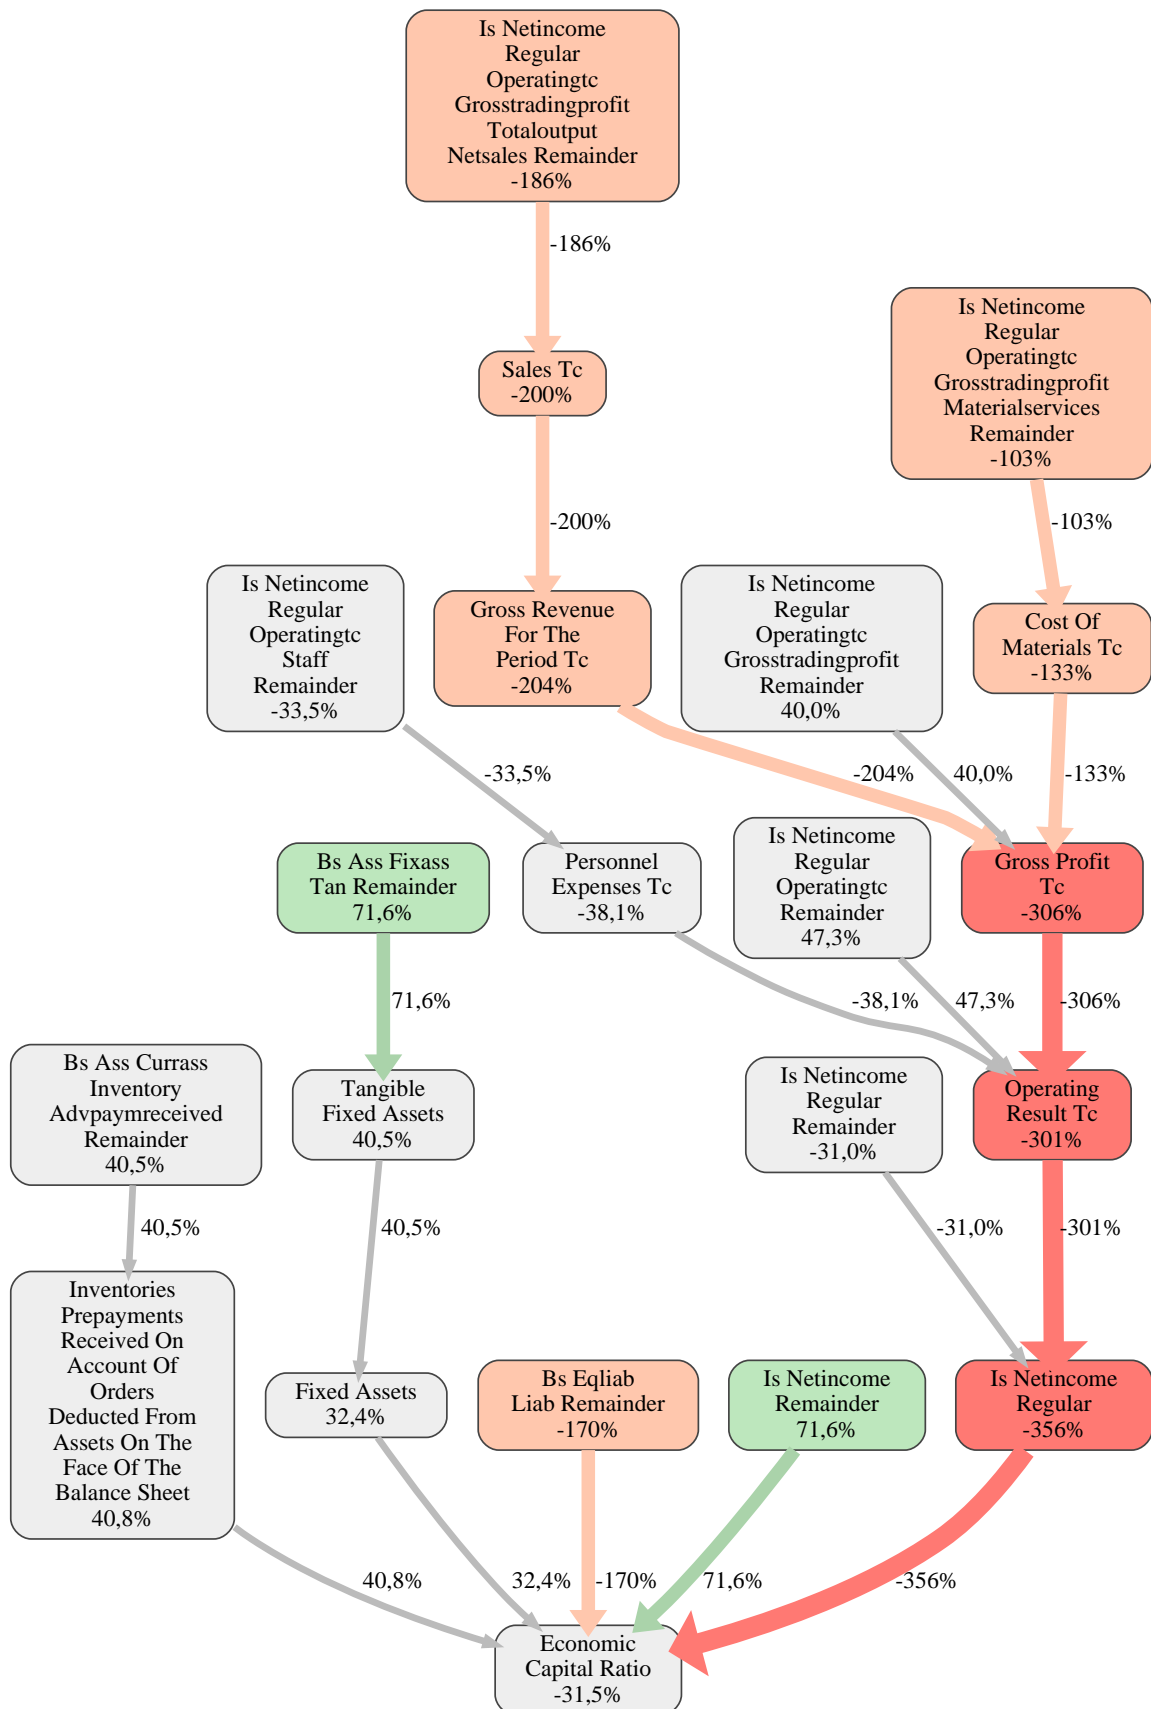 Is Netincome
Regular
Operatingtc
Grosstradingprofit
Totaloutput
Netsales Remainder
-186%
-186%
Is Netincome
Regular
Operatingtc
Grosstradingprofit
Materialservices
Remainder
-103%
Sales Tc
-200%
-200%
-103%
Is Netincome
Regular
Operatingtc
Staff
Remainder
-33,5%
Gross Revenue
For The
Period Tc
-204%
Is Netincome
Regular
Operatingtc
Grosstradingprofit
Remainder
40,0%
Cost Of
Materials Tc
-133%
-33,5%
-204%
40,0%
-133%
Bs Ass Fixass
Tan Remainder
71,6%
Personnel
Expenses Tc
-38,1%
Is Netincome
Regular
Operatingtc
Remainder
47,3%
Gross Profit
Tc
-306%
71,6%
-38,1%
47,3%
-306%
Bs Ass Currass
Inventory
Advpaymreceived
Remainder
40,5%
Tangible
Fixed Assets
40,5%
Is Netincome
Regular
Remainder
-31,0%
Operating
Result Tc
-301%
40,5%
40,5%
-31,0%
-301%
Inventories
Prepayments
Received On
Account Of
Orders
Deducted From
Assets On The
Face Of The
Balance Sheet
40,8%
Fixed Assets
32,4%
Bs Eqliab
Liab Remainder
-170%
Is Netincome
Remainder
71,6%
Is Netincome
Regular
-356%
40,8%
32,4%
-170%
71,6%
-356%
Economic
Capital Ratio
-31,5%